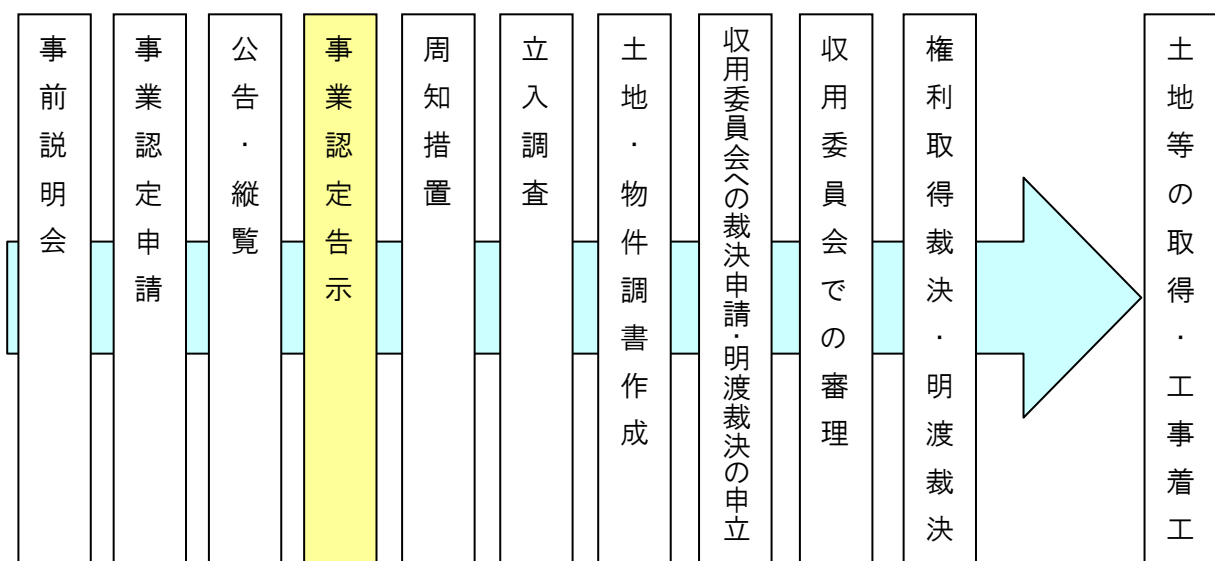 事前説明会
事業認定申請
公告・縦覧
事業認定告示
周知措置
立入調査
土地・物件調書作成
収用委員会への裁決申請・明渡裁決の申立
収用委員会での審理
権利取得裁決・明渡裁決
土地等の取得・工事着工